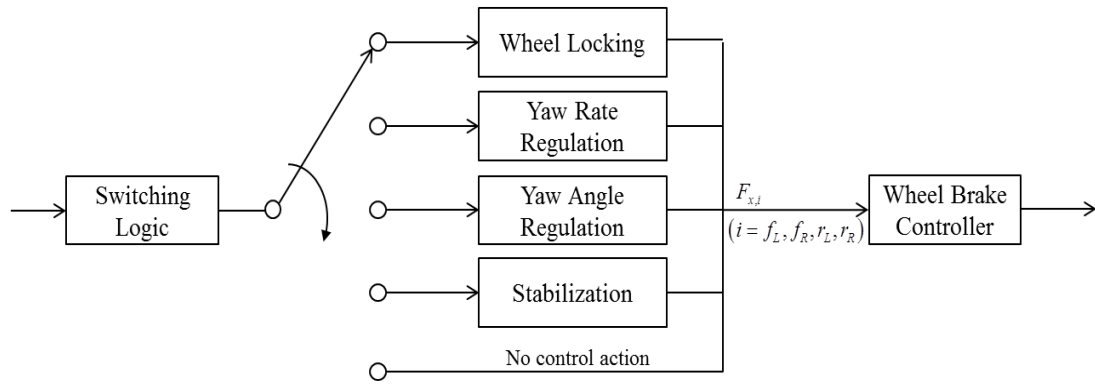 Wheel Locking
Yaw Rate
Regulation
Switching
Logic
Yaw Angle
Regulation
F_{x,i}
(i = f_L, f_R, r_L, r_R)
Wheel Brake
Controller
Stabilization
No control action